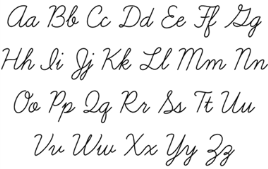 Aa Bb Cc Dd Ee Ff Gg
Hh Ii Jj Kk Ll Mm Nn
Oo Pp Qq Rr Ss Tt Uu
Vv Ww Xx Yy Zz